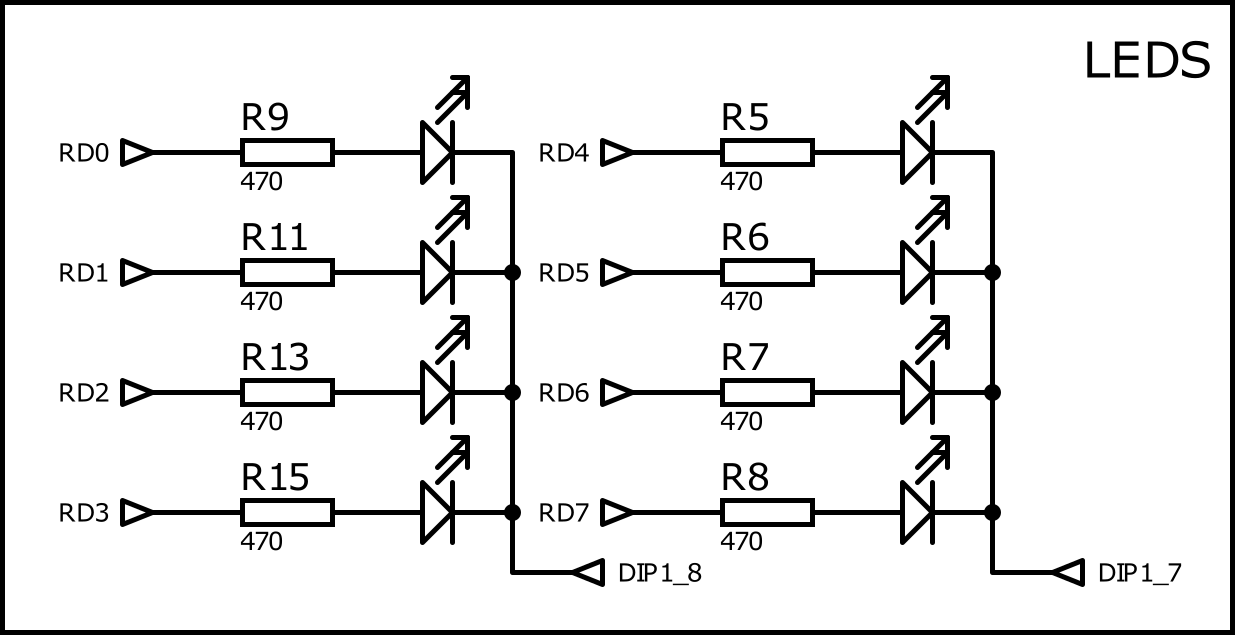 LEDS
R9
RD0
470
R5
RD4
470
R11
RD1
470
R6
RD5
470
R13
RD2
470
R7
RD6
470
R15
RD3
470
R8
RD7
470
DIP1_8
DIP1_7